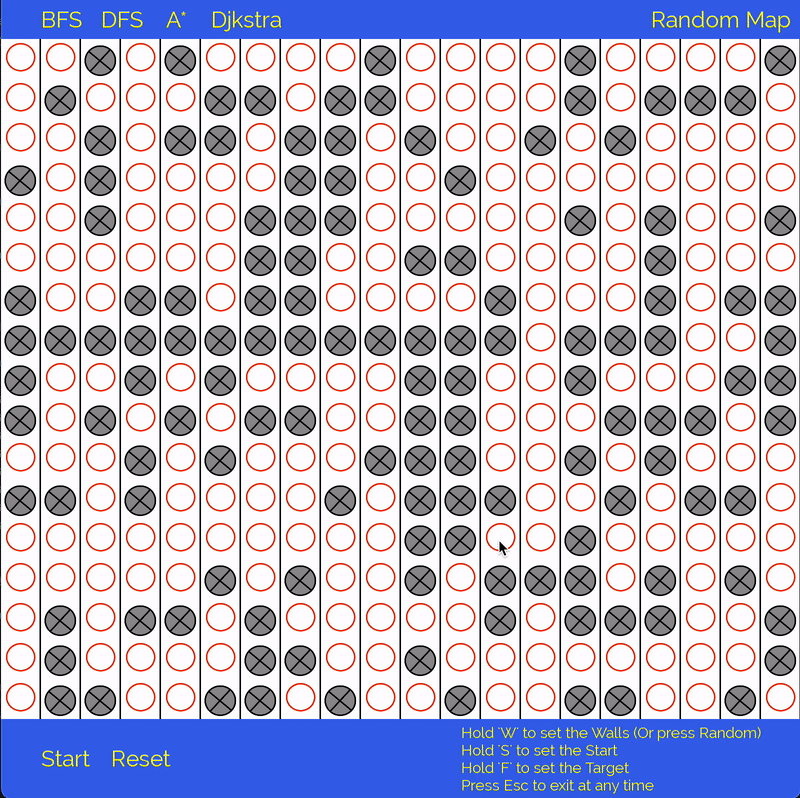 BFS DFS A* Djkstra Random Map
Start Reset
Hold 'W' to set the Walls (Or press Random)
Hold 'S' to set the Start
Hold 'F' to set the Target
Press Esc to exit at any time